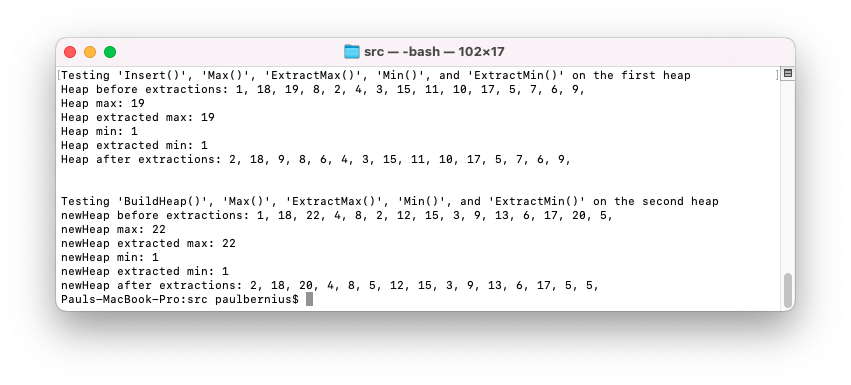 src — -bash — 102×17
Testing 'Insert()', 'Max()', 'ExtractMax()', 'Min()', and 'ExtractMin()' on the first heap
Heap before extractions: 1, 18, 19, 8, 2, 4, 3, 15, 11, 10, 17, 5, 7, 6, 9,
Heap max: 19
Heap extracted max: 19
Heap min: 1
Heap extracted min: 1
Heap after extractions: 2, 18, 9, 8, 6, 4, 3, 15, 11, 10, 17, 5, 7, 6, 9,
Testing 'BuildHeap()', 'Max()', 'ExtractMax()', 'Min()', and 'ExtractMin()' on the second heap
newHeap before extractions: 1, 18, 22, 4, 8, 2, 12, 15, 3, 9, 13, 6, 17, 20, 5,
newHeap max: 22
newHeap extracted max: 22
newHeap min: 1
newHeap extracted min: 1
newHeap after extractions: 2, 18, 20, 4, 8, 5, 12, 15, 3, 9, 13, 6, 17, 5, 5,
Pauls-MacBook-Pro:src paulbernius$